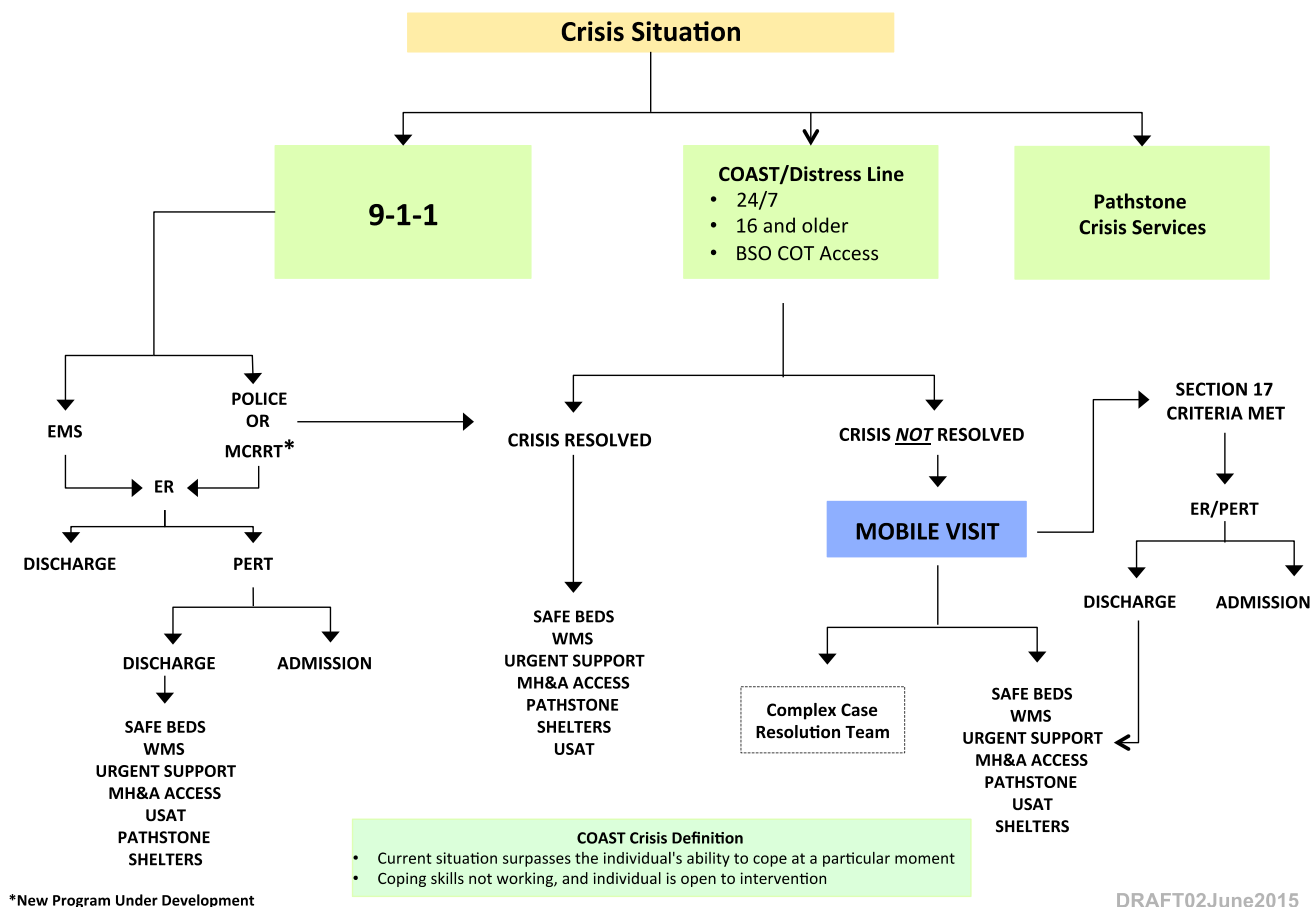 Crisis Situation
9-1-1
COAST/Distress Line
• 24/7
• 16 and older
• BSO COT Access
Pathstone
Crisis Services
EMS
POLICE
OR
MCRRT*
ER
DISCHARGE
PERT
DISCHARGE
ADMISSION
SAFE BEDS
WMS
URGENT SUPPORT
MH&A ACCESS
USAT
PATHSTONE
SHELTERS
CRISIS RESOLVED
SAFE BEDS
WMS
URGENT SUPPORT
MH&A ACCESS
PATHSTONE
SHELTERS
USAT
CRISIS NOT RESOLVED
MOBILE VISIT
Complex Case
Resolution Team
SAFE BEDS
WMS
URGENT SUPPORT
MH&A ACCESS
PATHSTONE
USAT
SHELTERS
SECTION 17
CRITERIA MET
ER/PERT
DISCHARGE
ADMISSION
COAST Crisis Definition
• Current situation surpasses the individual's ability to cope at a particular moment
• Coping skills not working, and individual is open to intervention
*New Program Under Development
DRAFT02June2015